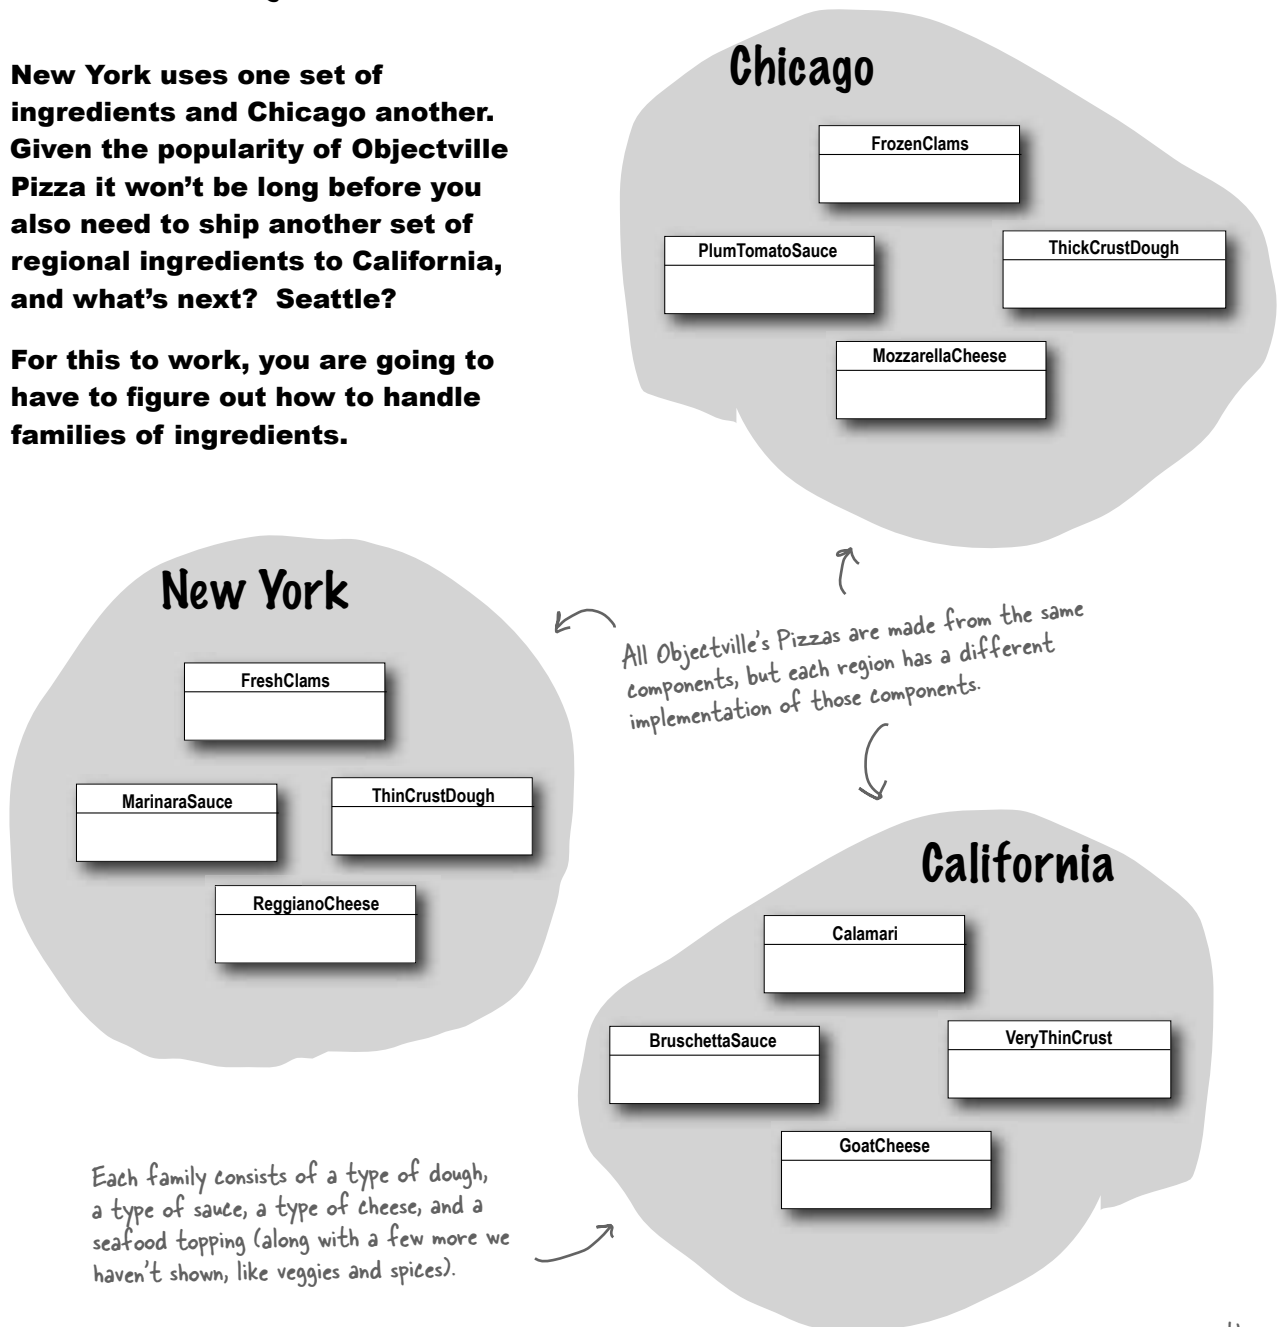 New York uses one set of
ingredients and Chicago another.
Given the popularity of Objectville
Pizza it won't be long before you
also need to ship another set of
regional ingredients to California,
and what's next?  Seattle?
For this to work, you are going to
have to figure out how to handle
families of ingredients.
Chicago
FrozenClams
PlumTomatoSauce
ThickCrustDough
MozzarellaCheese
New York
FreshClams
MarinaraSauce
ThinCrustDough
ReggianoCheese
All Objectville's Pizzas are made from the same
components, but each region has a different
implementation of those components.
California
Calamari
BruschettaSauce
VeryThinCrust
GoatCheese
Each family consists of a type of dough,
a type of sauce, a type of cheese, and a
seafood topping (along with a few more we
haven't shown, like veggies and spices).